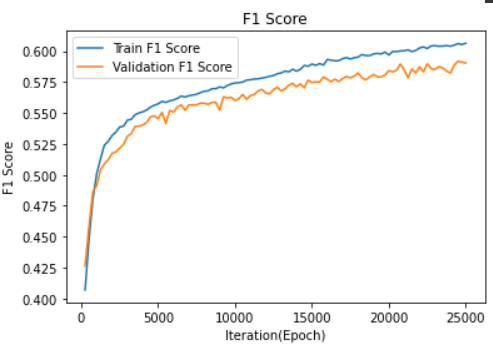 F1 Score
0.600
0.575
0.550
0.525
0.500
0.475
0.450
0.425
0.400
F1 Score
Train F1 Score
Validation F1 Score
0 5000 10000 15000 20000 25000
Iteration(Epoch)